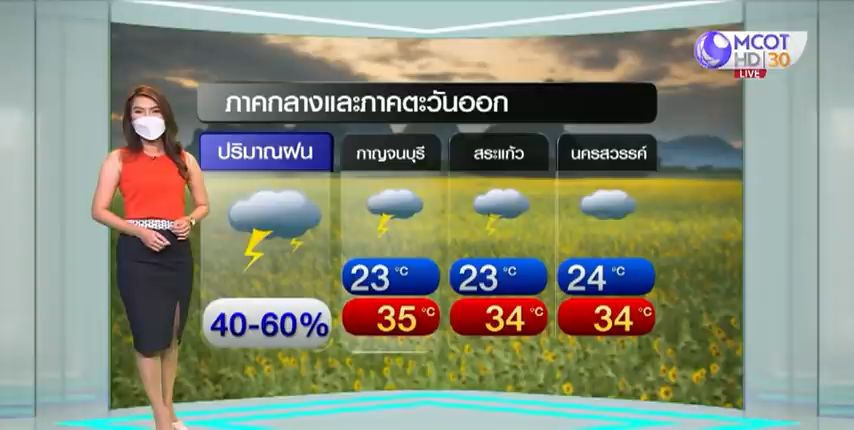 MCOT
HD 30
LIVE
ภาคกลางและภาคตะวันออก
ปริมาณฝน
กาญจนบุรี
สระแก้ว
นครสวรรค์
23 °C
23 °C
24 °C
40-60%
35 °C
34 °C
34 °C